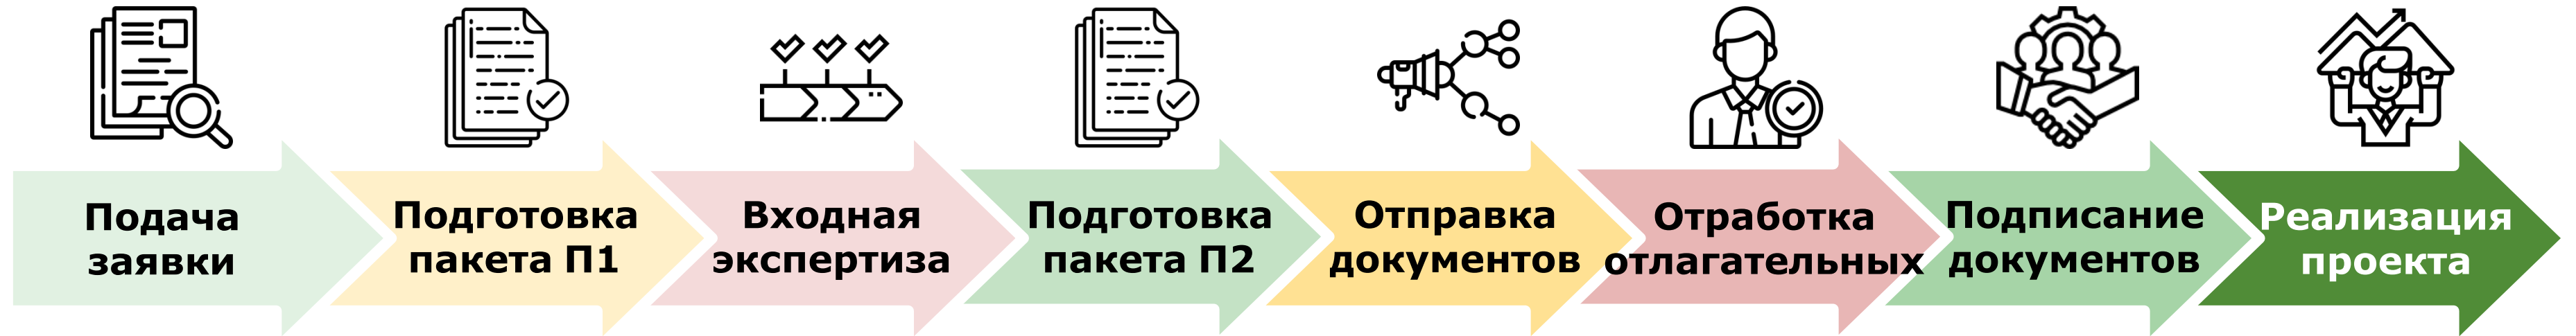 Подача
заявки
Подготовка
пакета П1
Входная
экспертиза
Подготовка
пакета П2
Отправка
документов
Отработка
отлагательных
Подписание
документов
Реализация
проекта